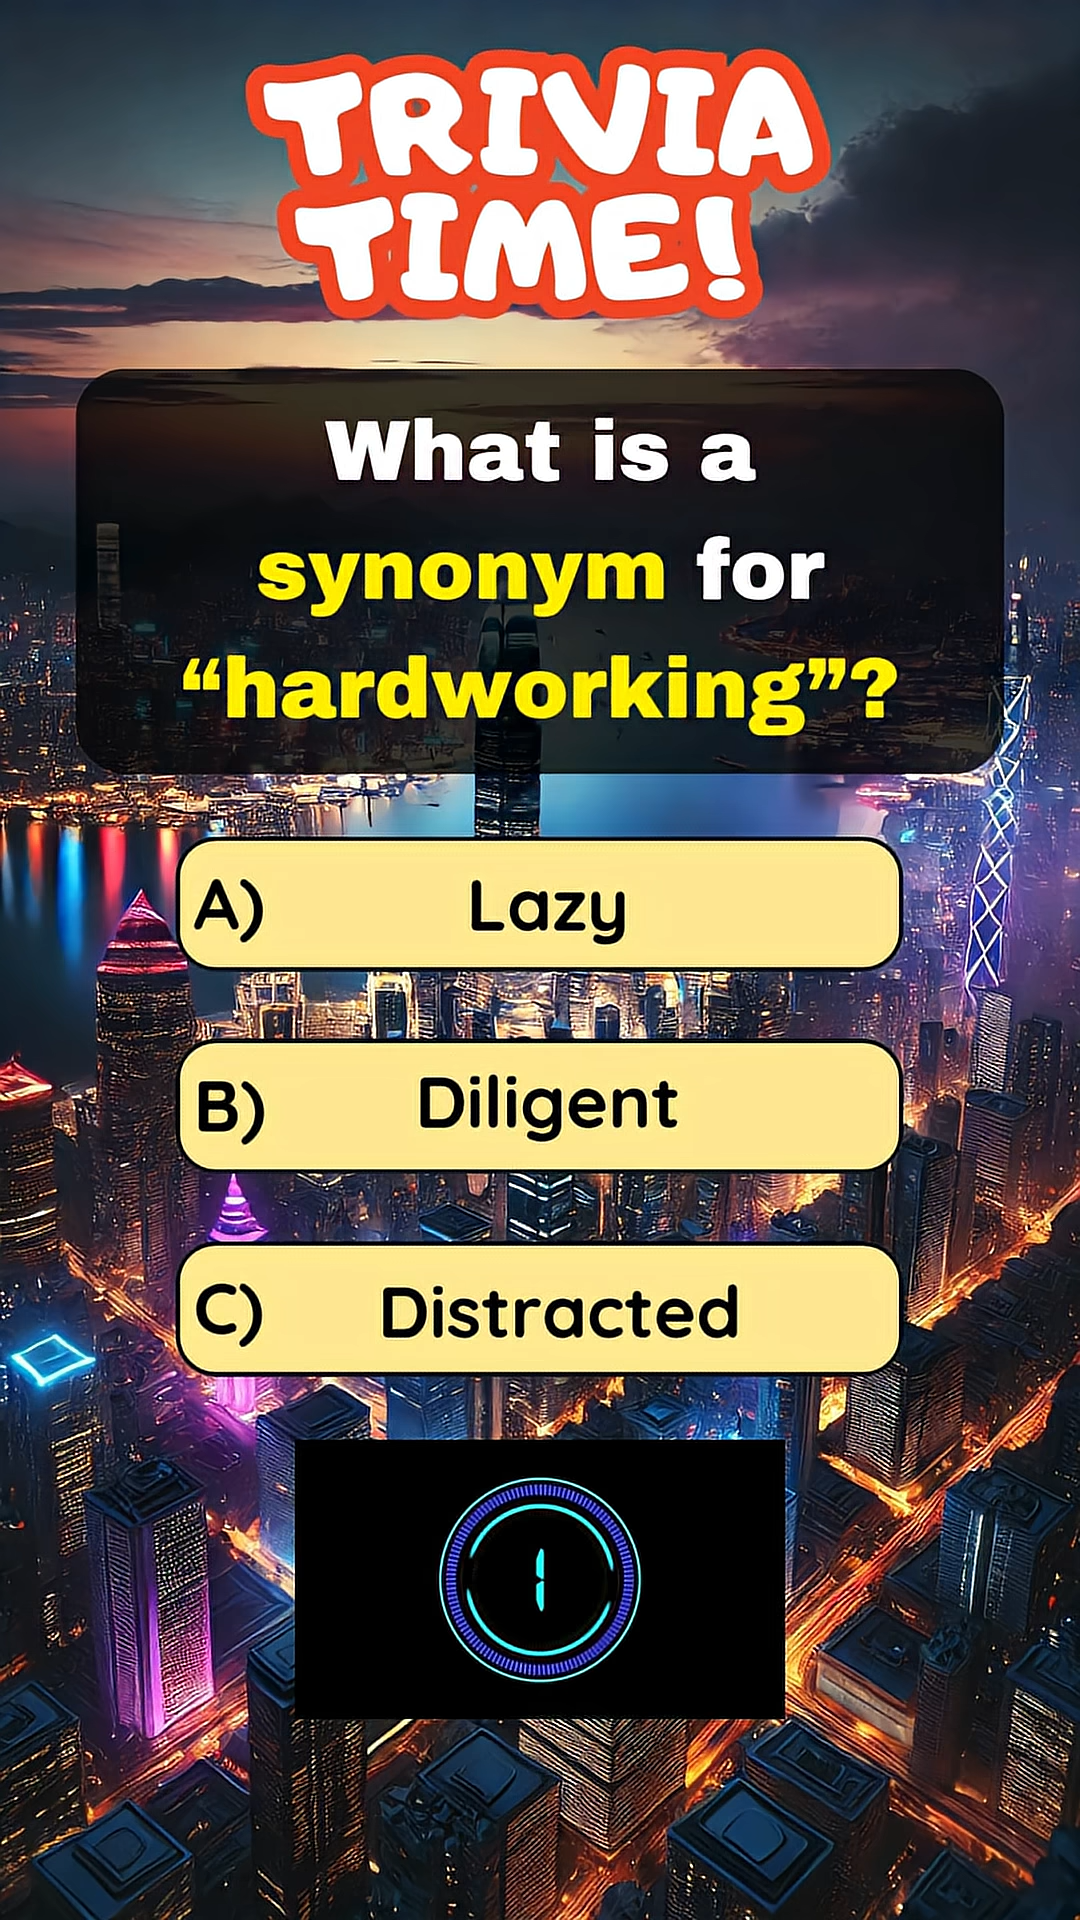 TRIVIA
TIME!
What is a
synonym for
“hardworking”?
A) Lazy
B) Diligent
C) Distracted
1